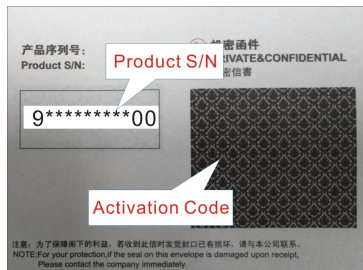 产品序列号:
Product S/N:
Product S/N
密函件
IVATE&CONFIDENTIAL
密信書
9*********00
Activation Code
注意: 为了保障阁下的利益, 若收到此信时发觉封口已有损坏, 请与本公司联系。
NOTE:For your protection,if the seal on this envelope is damaged upon receipt,
Please contact the company immediately.